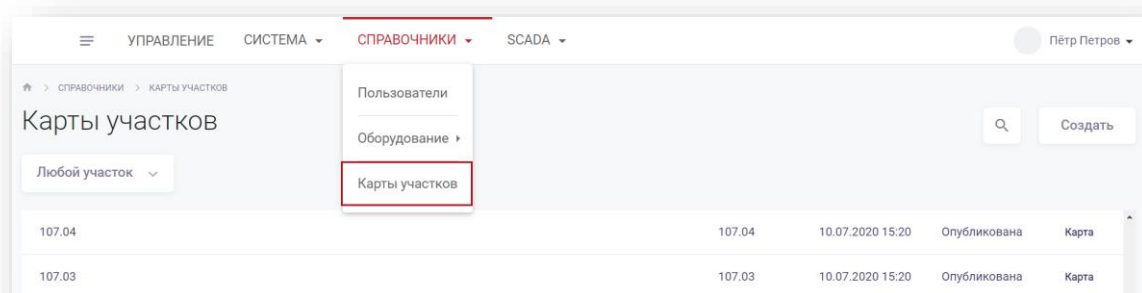 УПРАВЛЕНИЕ СИСТЕМА СПРАВОЧНИКИ SCADA Пётр Петров
СПРАВОЧНИКИ > КАРТЫ УЧАСТКОВ
Пользователи
Карты участков
Создать
Оборудование
Любой участок
Карты участков
107.04 107.04 10.07.2020 15:20 Опубликована Карта
107.03 107.03 10.07.2020 15:20 Опубликована Карта